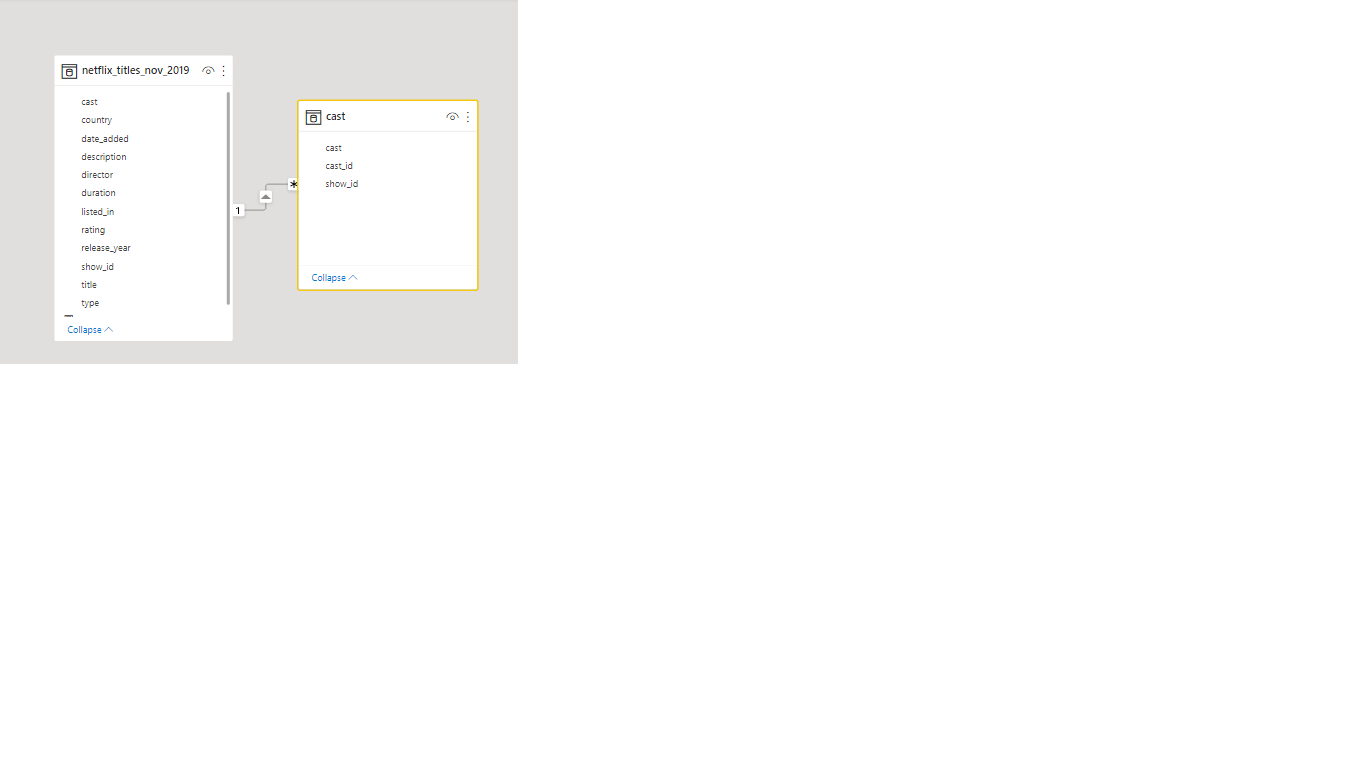 netflix_titles_nov_2019
cast
country
date_added
description
director
duration
listed_in
rating
release_year
show_id
title
type
Collapse
1
*
cast
cast
cast_id
show_id
Collapse